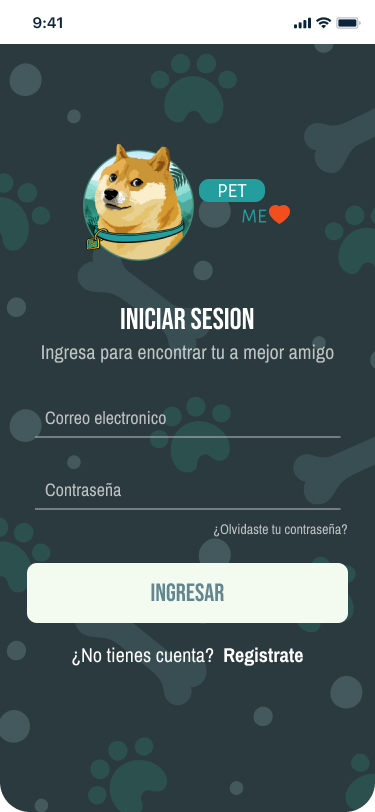 9:41
PET
ME
INICIAR SESION
Ingresa para encontrar tu a mejor amigo
Correo electronico
Contraseña
¿Olvidaste tu contraseña?
INGRESAR
¿No tienes cuenta? Registrate